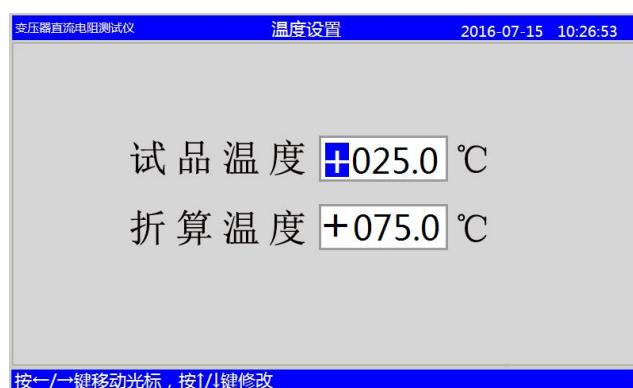 变压器直流电阻测试仪 温度设置 2016-07-15 10:26:53
试品温度 +025.0 ℃
折算温度 +075.0 ℃
按←/→键移动光标，按↑/↓键修改